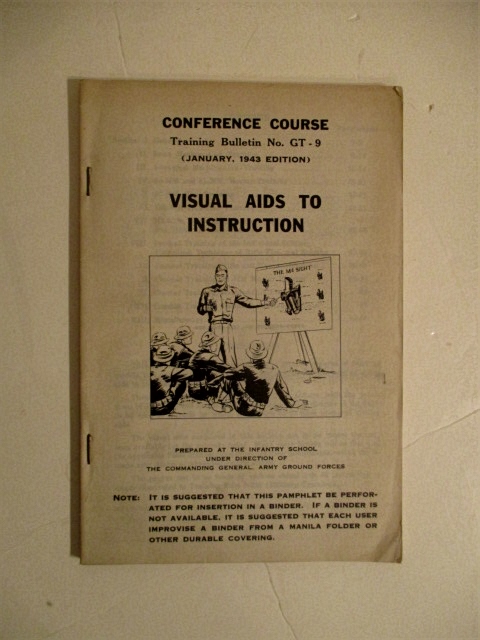 CONFERENCE COURSE
Training Bulletin No. GT-9
(JANUARY, 1943 EDITION)
VISUAL AIDS TO
INSTRUCTION
THE M4 SIGHT
PREPARED AT THE INFANTRY SCHOOL
UNDER DIRECTION OF
THE COMMANDING GENERAL, ARMY GROUND FORCES
NOTE: IT IS SUGGESTED THAT THIS PAMPHLET BE PERFOR-
ATED FOR INSERTION IN A BINDER. IF A BINDER IS
NOT AVAILABLE, IT IS SUGGESTED THAT EACH USER
IMPROVISE A BINDER FROM A MANILA FOLDER OR
OTHER DURABLE COVERING.